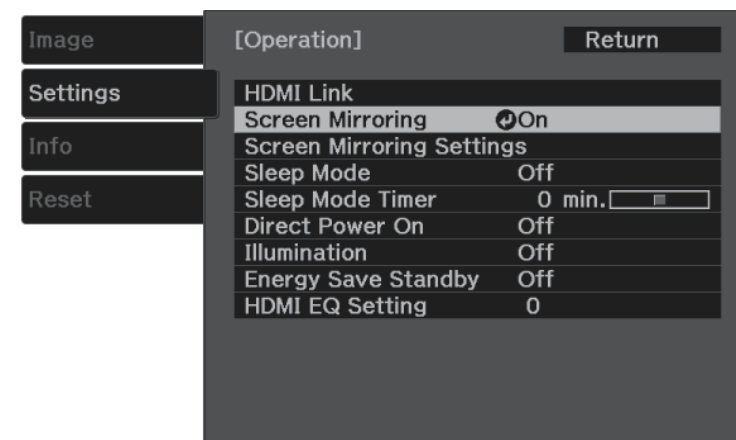 Image
Settings
Info
Reset
[Operation]
Return
HDMI Link
Screen Mirroring On
Screen Mirroring Settings
Sleep Mode Off
Sleep Mode Timer 0 min.
Direct Power On Off
Illumination Off
Energy Save Standby Off
HDMI EQ Setting 0